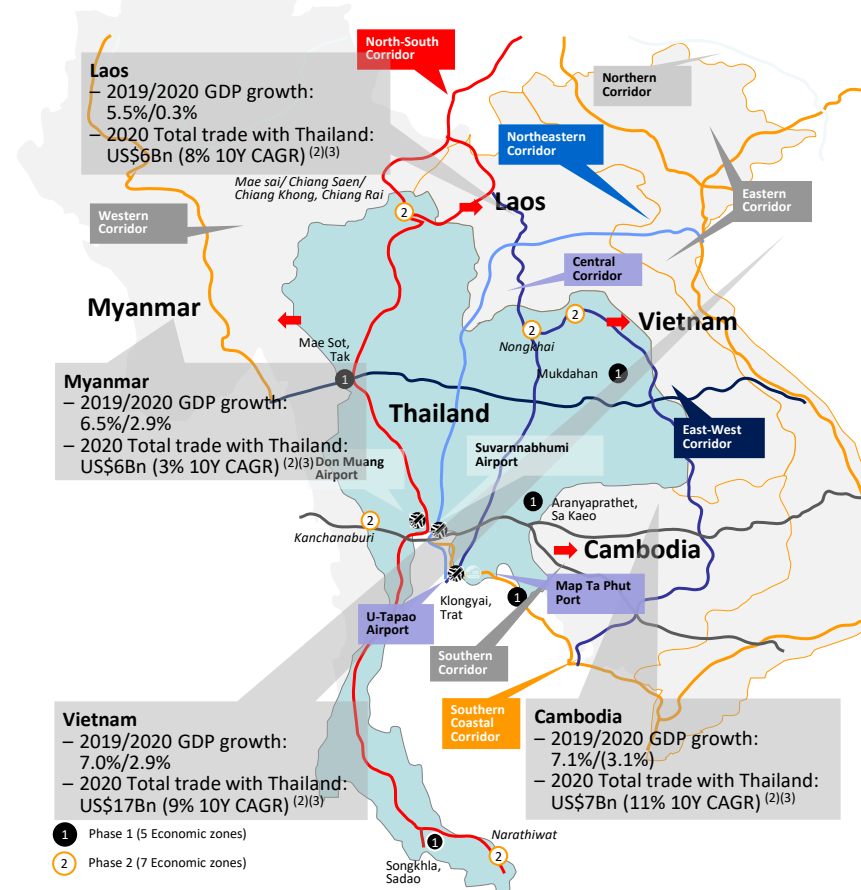 North-South
Corridor
Laos
– 2019/2020 GDP growth:
5.5%/0.3%
– 2020 Total trade with Thailand:
US$6Bn (8% 10Y CAGR) (2)(3)
Northern
Corridor
Northeastern
Corridor
Mae sai/ Chiang Saen/
Chiang Khong, Chiang Rai
2
Laos
Eastern
Corridor
Western
Corridor
Central
Corridor
Myanmar
2
2
Vietnam
Mae Sot,
Tak
Nongkhai
1
Mukdahan
1
Myanmar
– 2019/2020 GDP growth:
6.5%/2.9%
– 2020 Total trade with Thailand:
US$6Bn (3% 10Y CAGR) (2)(3)
Thailand
East-West
Corridor
Don Muang
Airport
Suvarnnabhumi
Airport
1
Aranyaprathet,
Sa Kaeo
2
Kanchanaburi
Cambodia
Map Ta Phut
Port
Klongyai,
Trat
1
U-Tapao
Airport
Southern
Corridor
Southern
Coastal
Corridor
Vietnam
– 2019/2020 GDP growth:
7.0%/2.9%
– 2020 Total trade with Thailand:
US$17Bn (9% 10Y CAGR) (2)(3)
Cambodia
– 2019/2020 GDP growth:
7.1%/(3.1%)
– 2020 Total trade with Thailand:
US$7Bn (11% 10Y CAGR) (2)(3)
1 Phase 1 (5 Economic zones)
2 Phase 2 (7 Economic zones)
Narathiwat
1
2
Songkhla,
Sadao